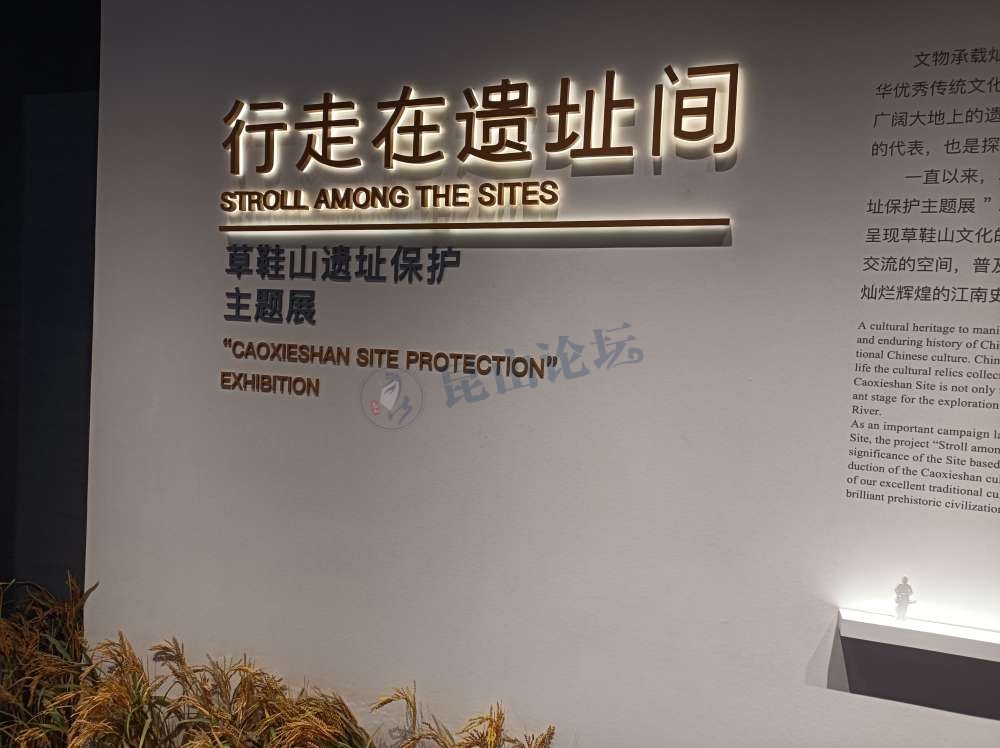 行走在遗址间
STROLL AMONG THE SITES
草鞋山遗址保护
主题展
"CAOXIESHAN SITE PROTECTION"
EXHIBITION
昆山论坛
文物承载灿
华优秀传统文化
广阔大地上的遗
的代表，也是探
一直以来，
址保护主题展”
呈现草鞋山文化的
交流的空间，普及
灿烂辉煌的江南史
A cultural heritage to mani
and enduring history of Chi
tional Chinese culture. Chin
life the cultural relics collec
Caoxieshan Site is not only
ant stage for the exploration
River.
As an important campaign la
Site, the project “Stroll amon
significance of the Site based
duction of the Caoxieshan cu
of our excellent traditional cu
brilliant prehistoric civilization